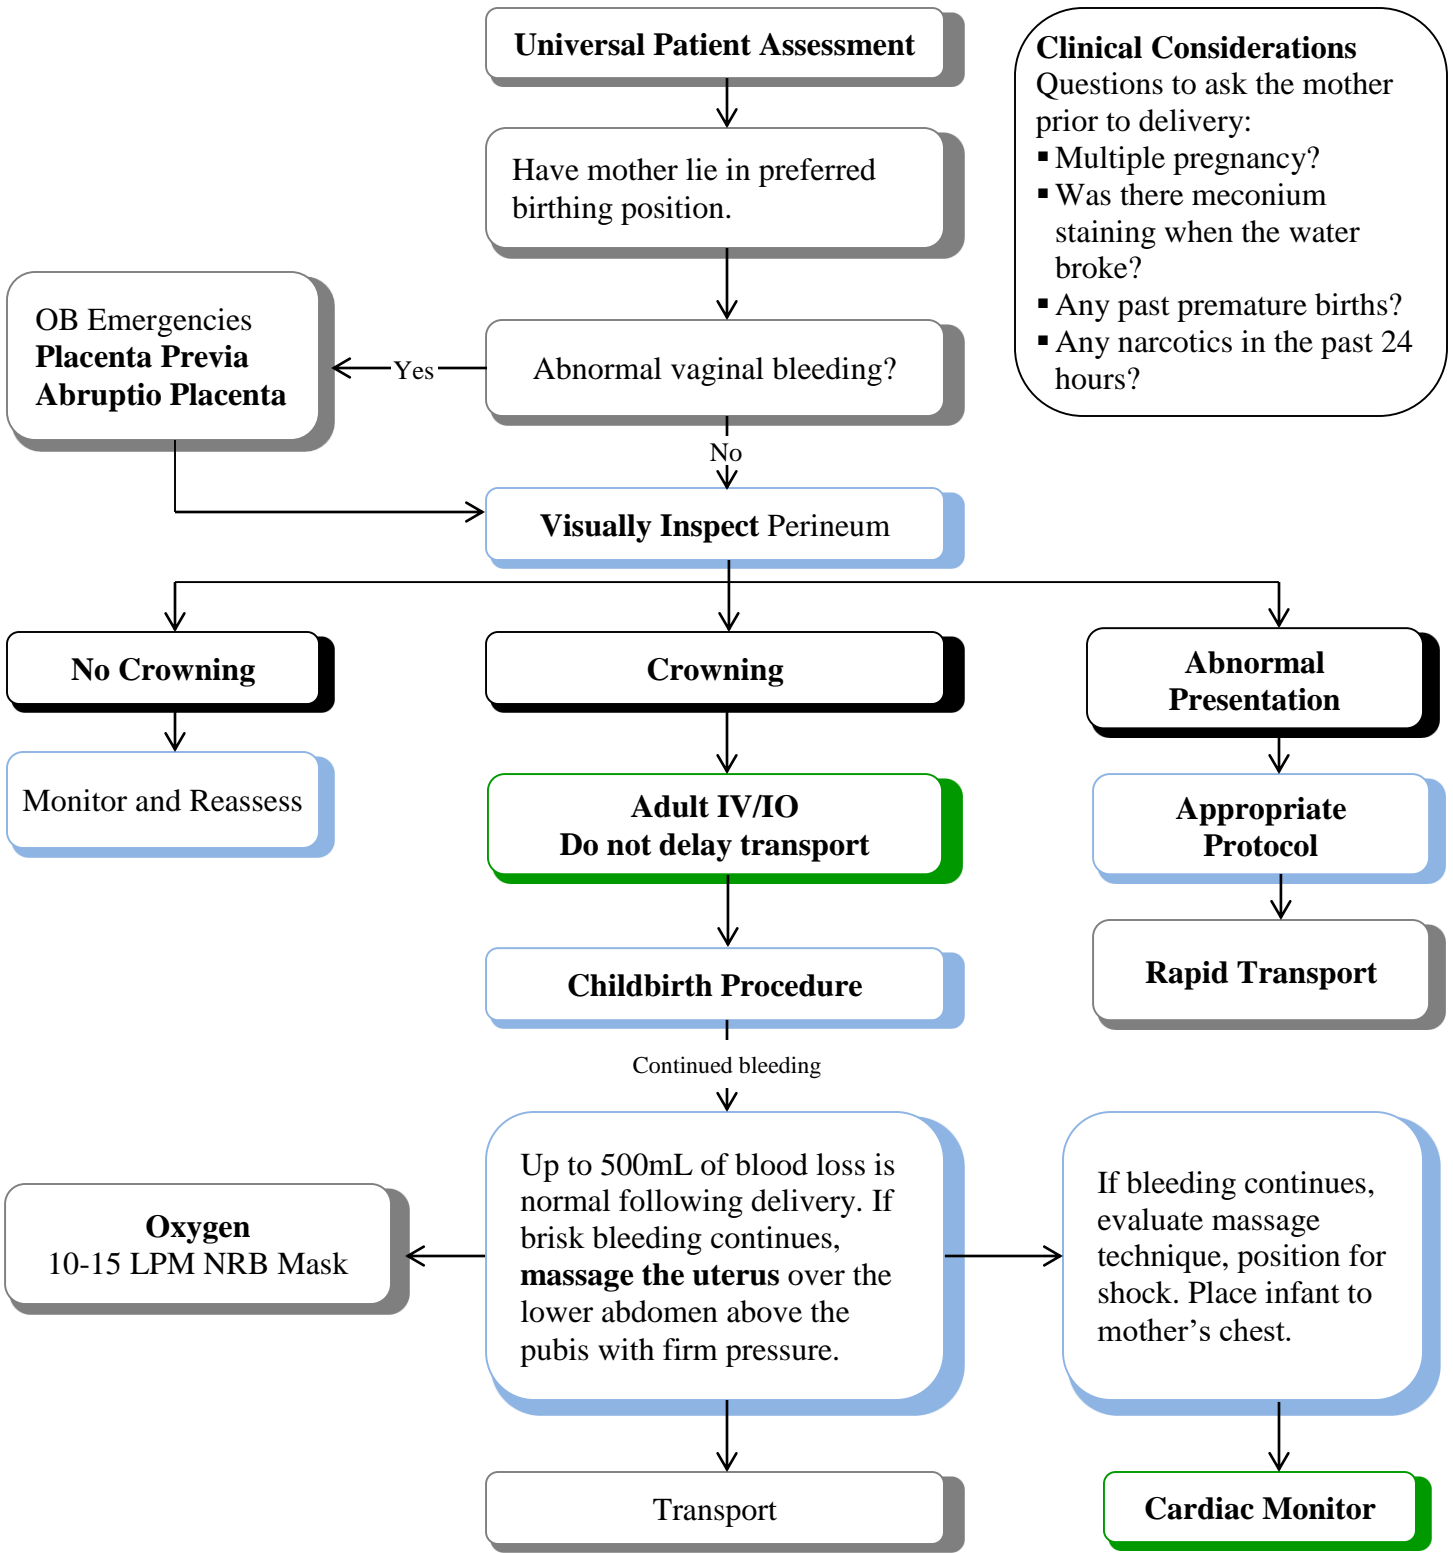 Universal Patient Assessment
Clinical Considerations
Questions to ask the mother
prior to delivery:
▪ Multiple pregnancy?
▪ Was there meconium
staining when the water
broke?
▪ Any past premature births?
▪ Any narcotics in the past 24
hours?
Have mother lie in preferred
birthing position.
OB Emergencies
Placenta Previa
Abruptio Placenta
Yes
Abnormal vaginal bleeding?
No
Visually Inspect Perineum
No Crowning
Crowning
Abnormal
Presentation
Monitor and Reassess
Adult IV/IO
Do not delay transport
Appropriate
Protocol
Childbirth Procedure
Rapid Transport
Continued bleeding
Oxygen
10-15 LPM NRB Mask
Up to 500mL of blood loss is
normal following delivery. If
brisk bleeding continues,
massage the uterus over the
lower abdomen above the
pubis with firm pressure.
If bleeding continues,
evaluate massage
technique, position for
shock. Place infant to
mother’s chest.
Transport
Cardiac Monitor